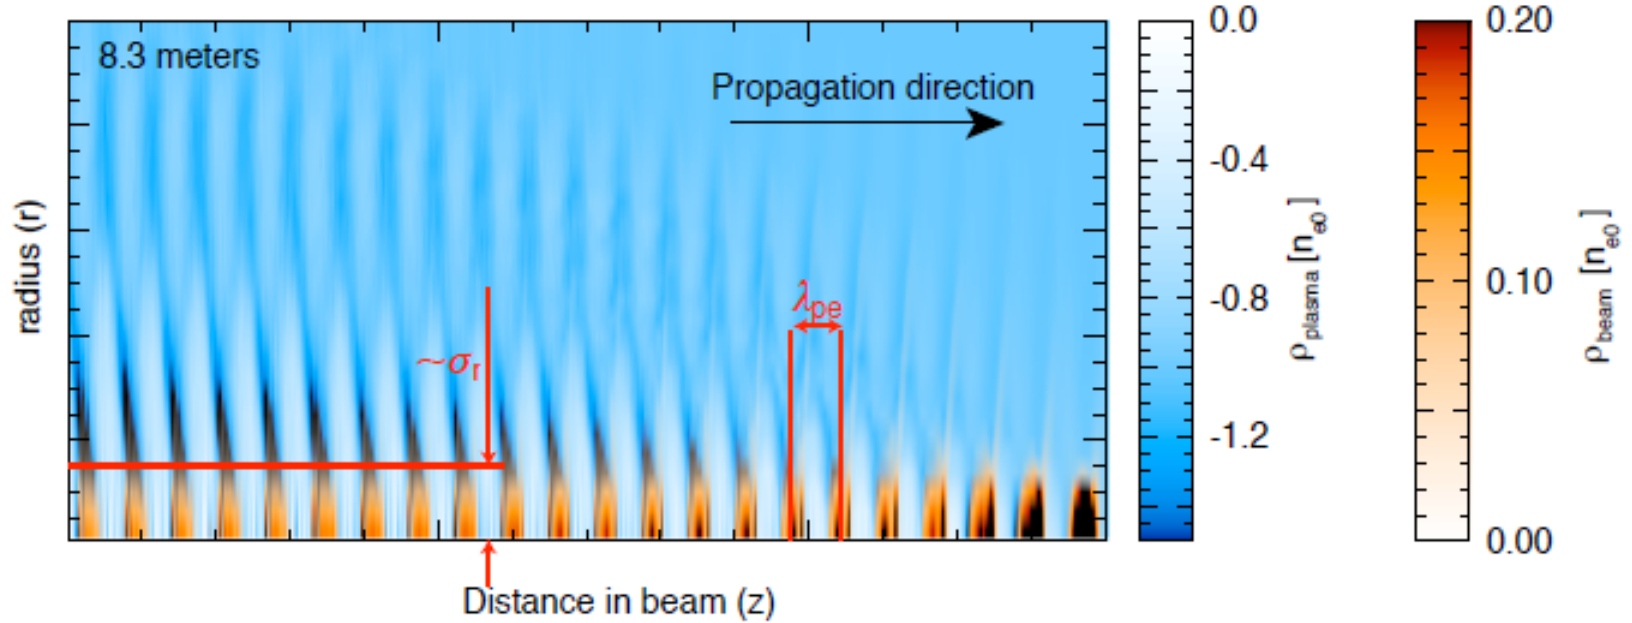 8.3 meters
Propagation direction
radius (r)
~σr
λpe
Distance in beam (z)
0.0
-0.4
-0.8
-1.2
ρplasma [ne0]
0.20
0.10
0.00
ρbeam [ne0]